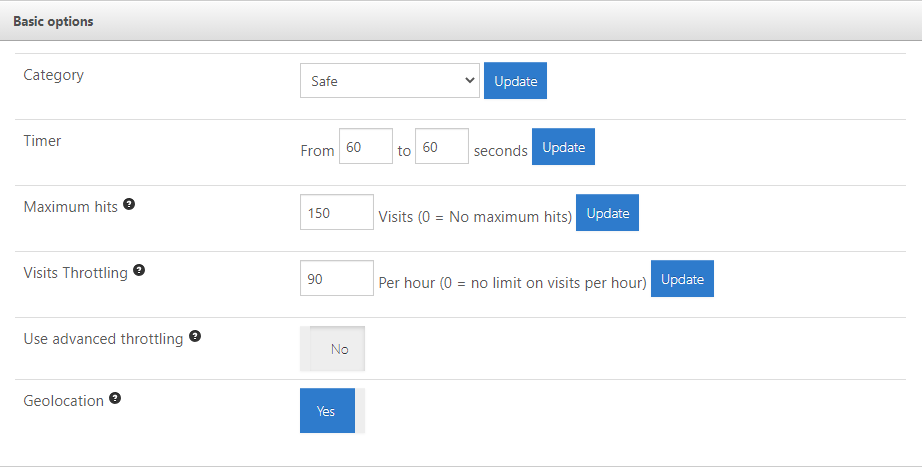 Basic options
Category Safe Update
Timer From 60 to 60 seconds Update
Maximum hits ? 150 Visits (0 = No maximum hits) Update
Visits Throttling ? 90 Per hour (0 = no limit on visits per hour) Update
Use advanced throttling ? No
Geolocation ? Yes